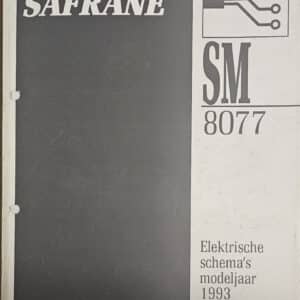 SAFRANE
SM
8077
Elektrische
schema's
modeljaar
1993